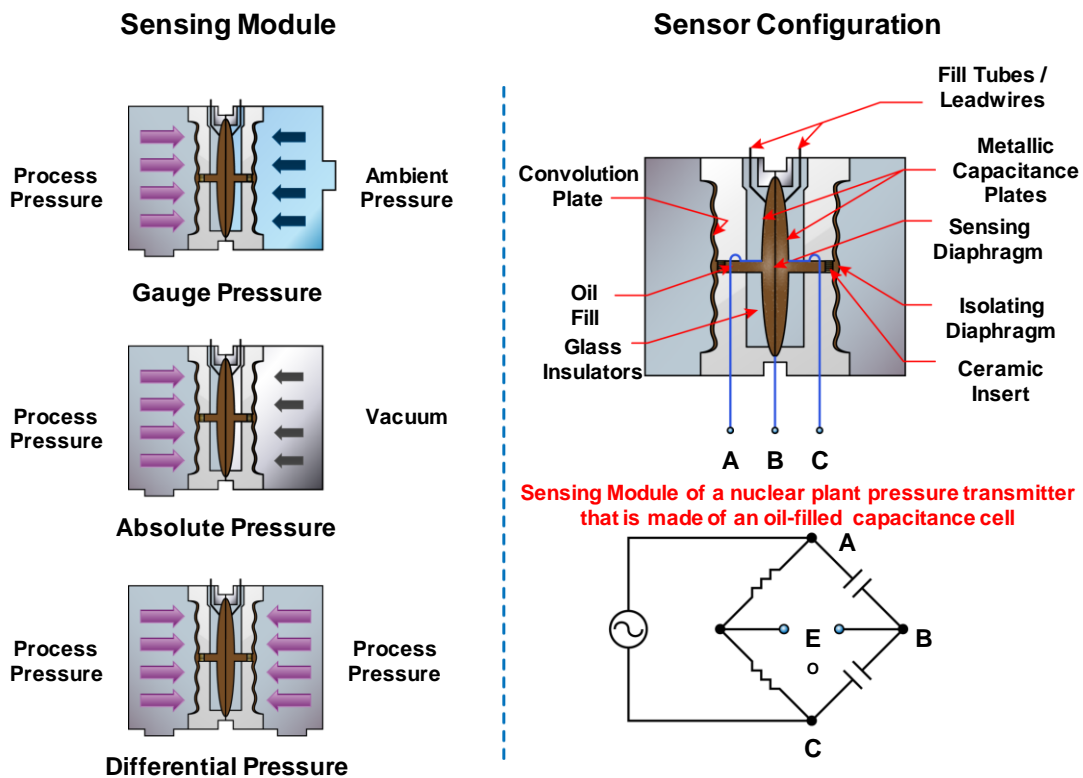 Sensing Module
Process
Pressure
Ambient
Pressure
Gauge Pressure
Process
Pressure
Vacuum
Absolute Pressure
Process
Pressure
Process
Pressure
Differential Pressure
Sensor Configuration
Fill Tubes /
Leadwires
Convolution
Plate
Metallic
Capacitance
Plates
Sensing
Diaphragm
Oil
Fill
Isolating
Diaphragm
Glass
Insulators
Ceramic
Insert
A B C
Sensing Module of a nuclear plant pressure transmitter
that is made of an oil-filled capacitance cell
A
E
B
o
C